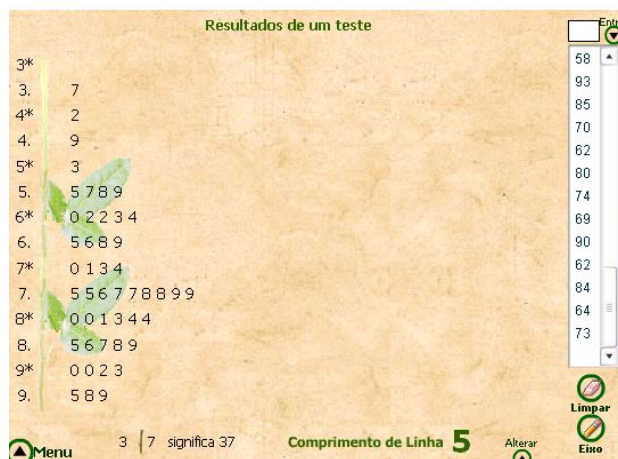 Resultados de um teste
3*
3. 7
4* 2
4. 9
5* 3
5. 5 7 8 9
6* 0 2 2 3 4
6. 5 6 8 9
7* 0 1 3 4
7. 5 5 6 7 7 8 8 9 9
8* 0 0 1 3 4 4
8. 5 6 7 8 9
9* 0 0 2 3
9. 5 8 9
58
93
85
70
62
80
74
69
90
62
84
64
73
Limpar
Eixo
Menu
3 | 7 significa 37
Comprimento de Linha 5
Alterar